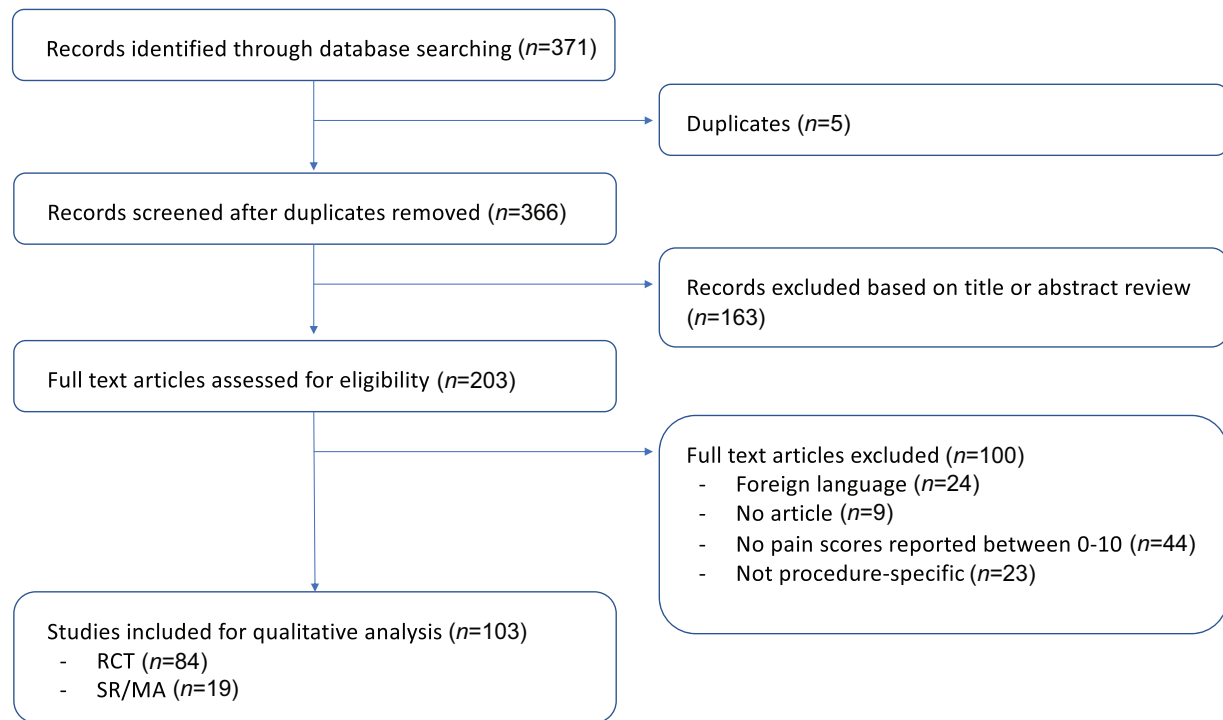 Records identified through database searching (n=371)
Duplicates (n=5)
Records screened after duplicates removed (n=366)
Records excluded based on title or abstract review
(n=163)
Full text articles assessed for eligibility (n=203)
Full text articles excluded (n=100)
- Foreign language (n=24)
- No article (n=9)
- No pain scores reported between 0-10 (n=44)
- Not procedure-specific (n=23)
Studies included for qualitative analysis (n=103)
- RCT (n=84)
- SR/MA (n=19)